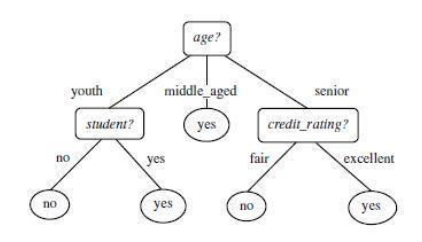 age?
youth middle_aged senior
student? yes credit_rating?
no yes fair excellent
no yes no yes